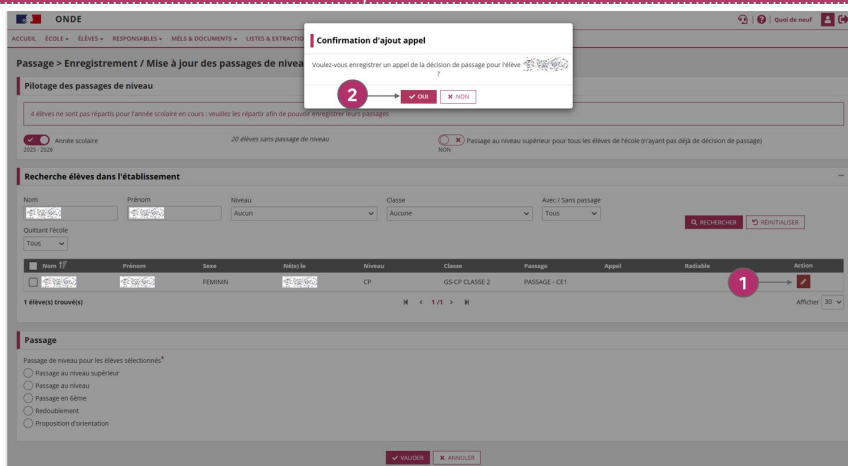 ONDE
Quoi de neuf
ACCUEIL ÉCOLE ÉLÈVES RESPONSABLES MÉLS & DOCUMENTS LISTES & EXTRACTIO
Confirmation d'ajout appel
Voulez-vous enregistrer un appel de la décision de passage pour l'élève
?
2
OUI NON
Passage > Enregistrement / Mise à jour des passages de nivea
Pilotage des passages de niveau
4 élèves ne sont pas répartis pour l'année scolaire en cours : veuillez les répartir afin de pouvoir enregistrer leurs passages
Année scolaire
2025 - 2026
20 élèves sans passage de niveau
Passage au niveau supérieur pour tous les élèves de l'école (n'ayant pas déjà de décision de passage)
NON
Recherche élèves dans l'établissement
Nom Prénom Niveau Classe Avec / Sans passage
Aucun Aucune Tous
RECHERCHER RÉINITIALISER
Quittant l'école
Tous
Nom Prénom Sexe Né(e) le Niveau Classe Passage Appel Radiable Action
FEMININ CP GS-CP CLASSE 2 PASSAGE - CE1
1
1 élève(s) trouvé(s) 1 /1 Afficher 30
Passage
Passage de niveau pour les élèves sélectionnés*
Passage au niveau supérieur
Passage au niveau
Passage en 6ème
Redoublement
Proposition d'orientation
VALIDER ANNULER